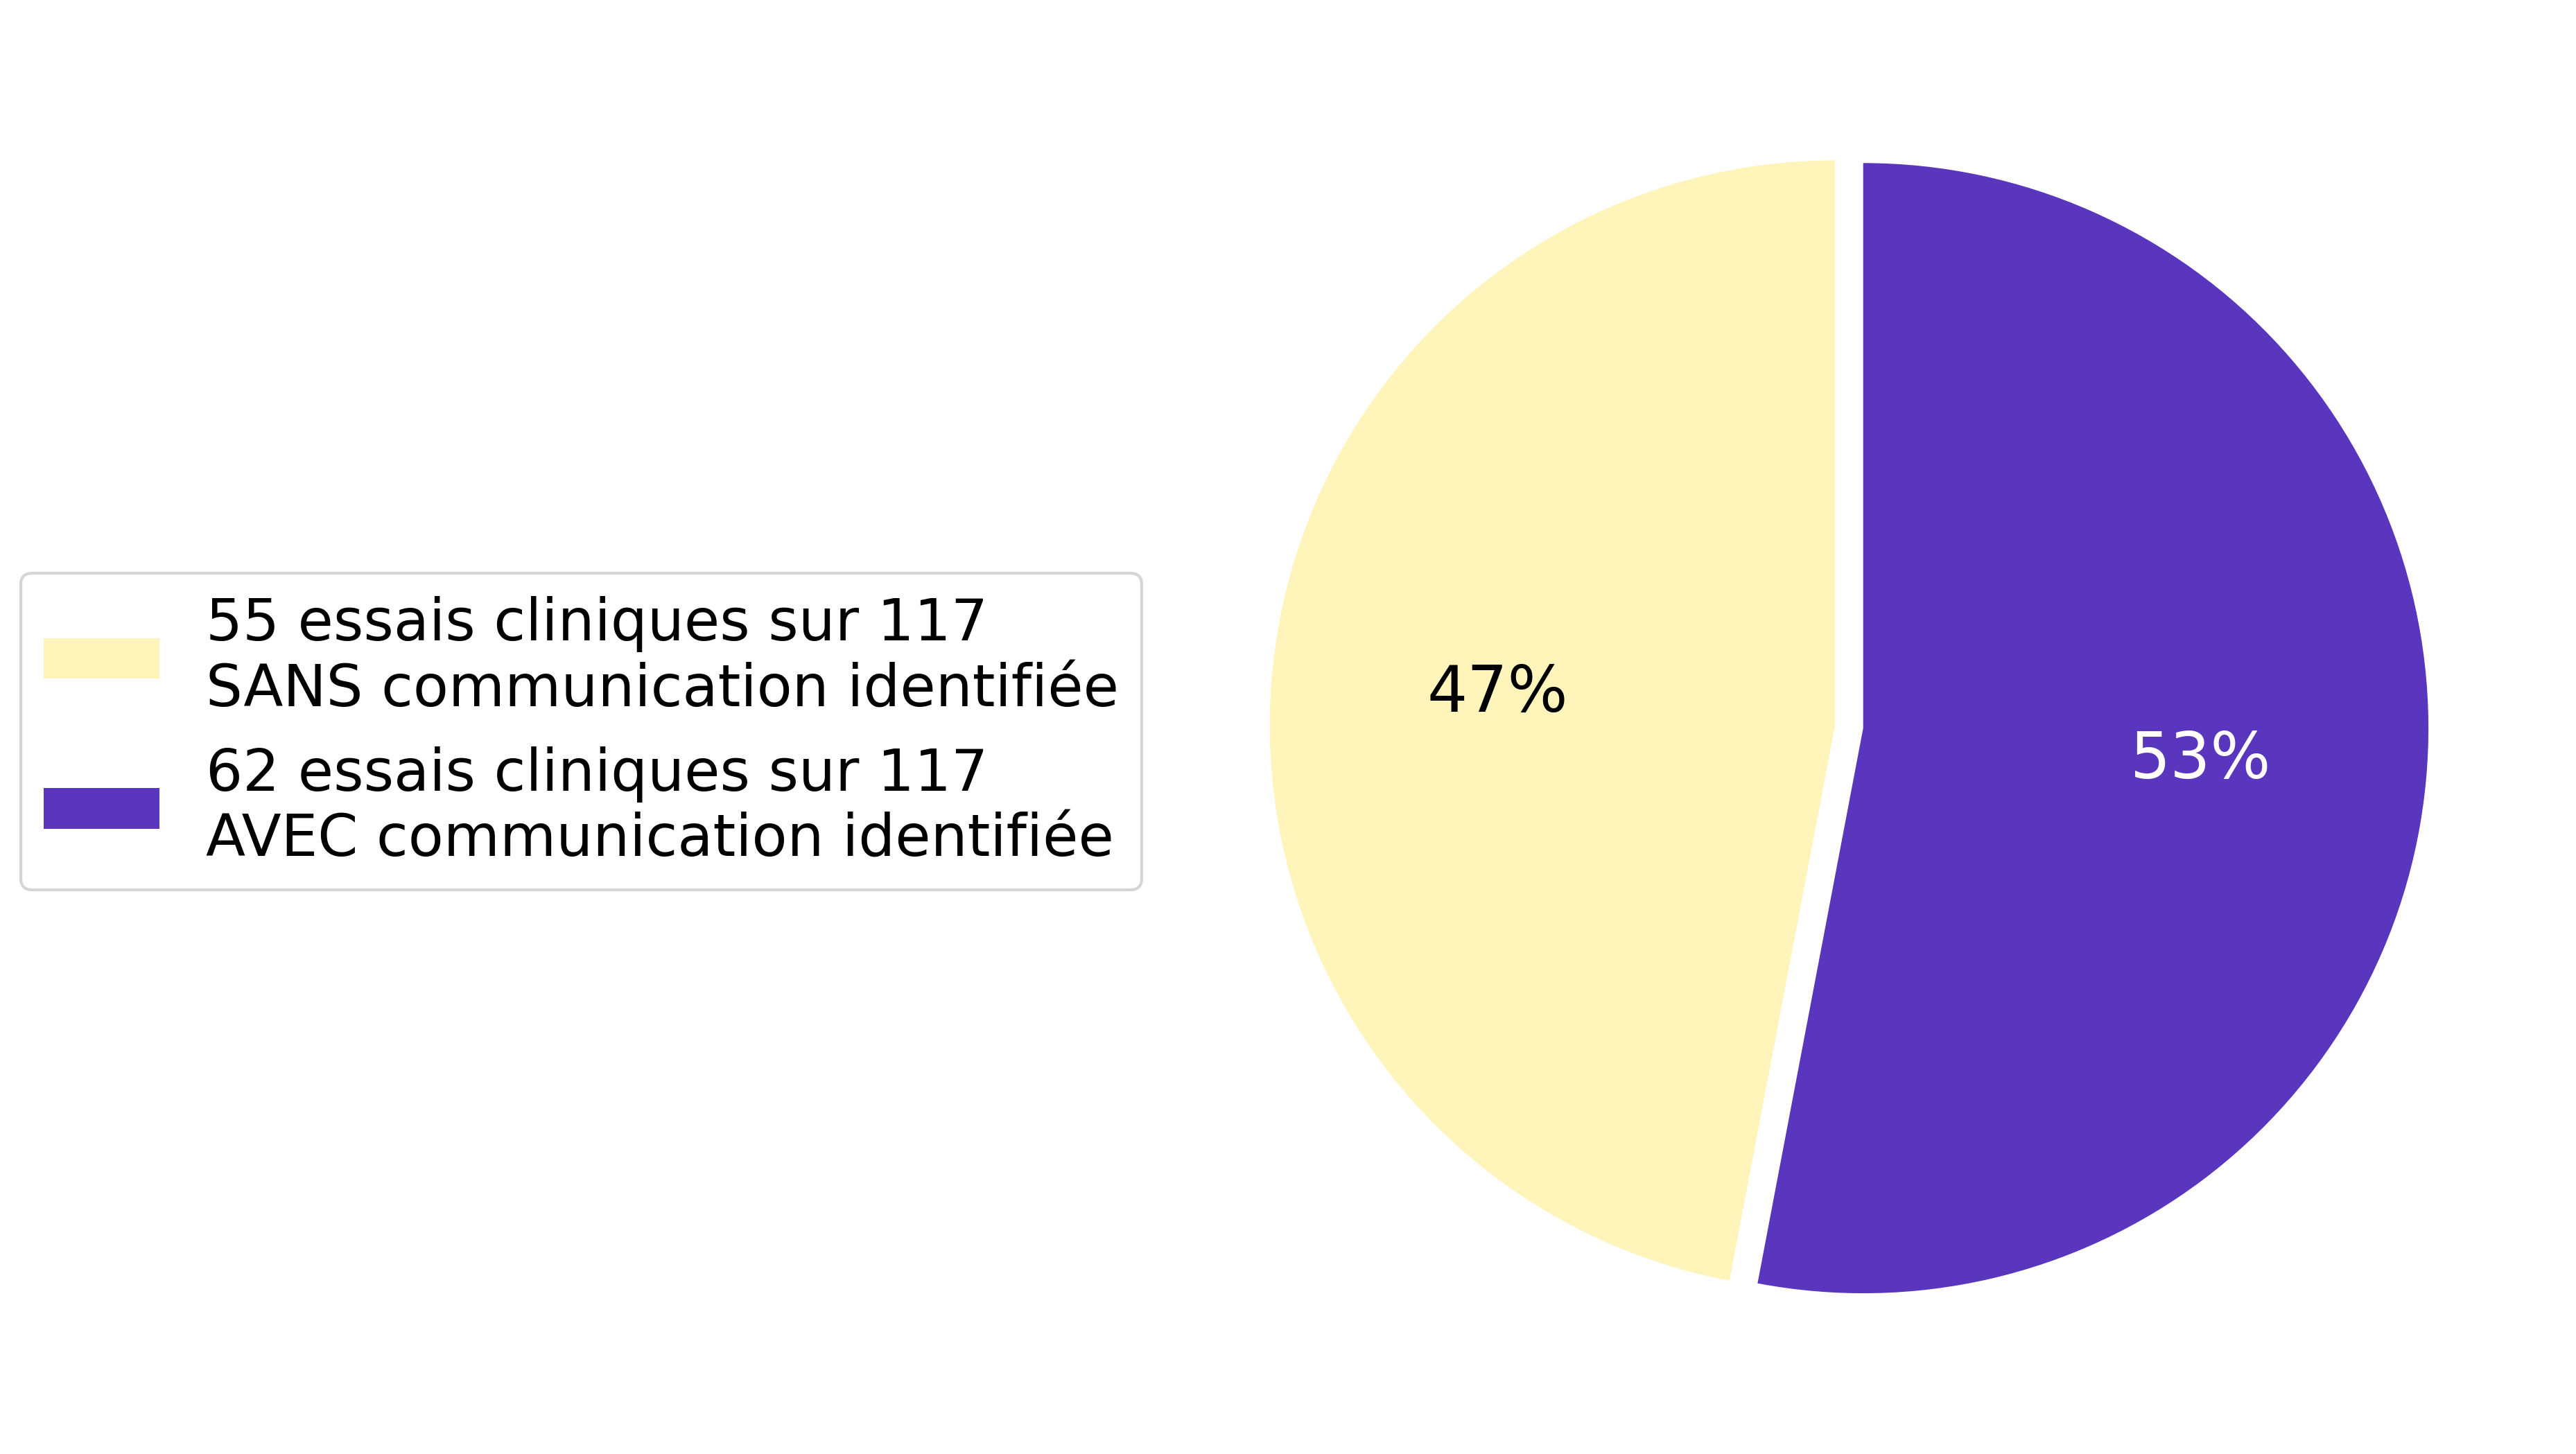 55 essais cliniques sur 117
SANS communication identifiée
62 essais cliniques sur 117
AVEC communication identifiée
47%
53%